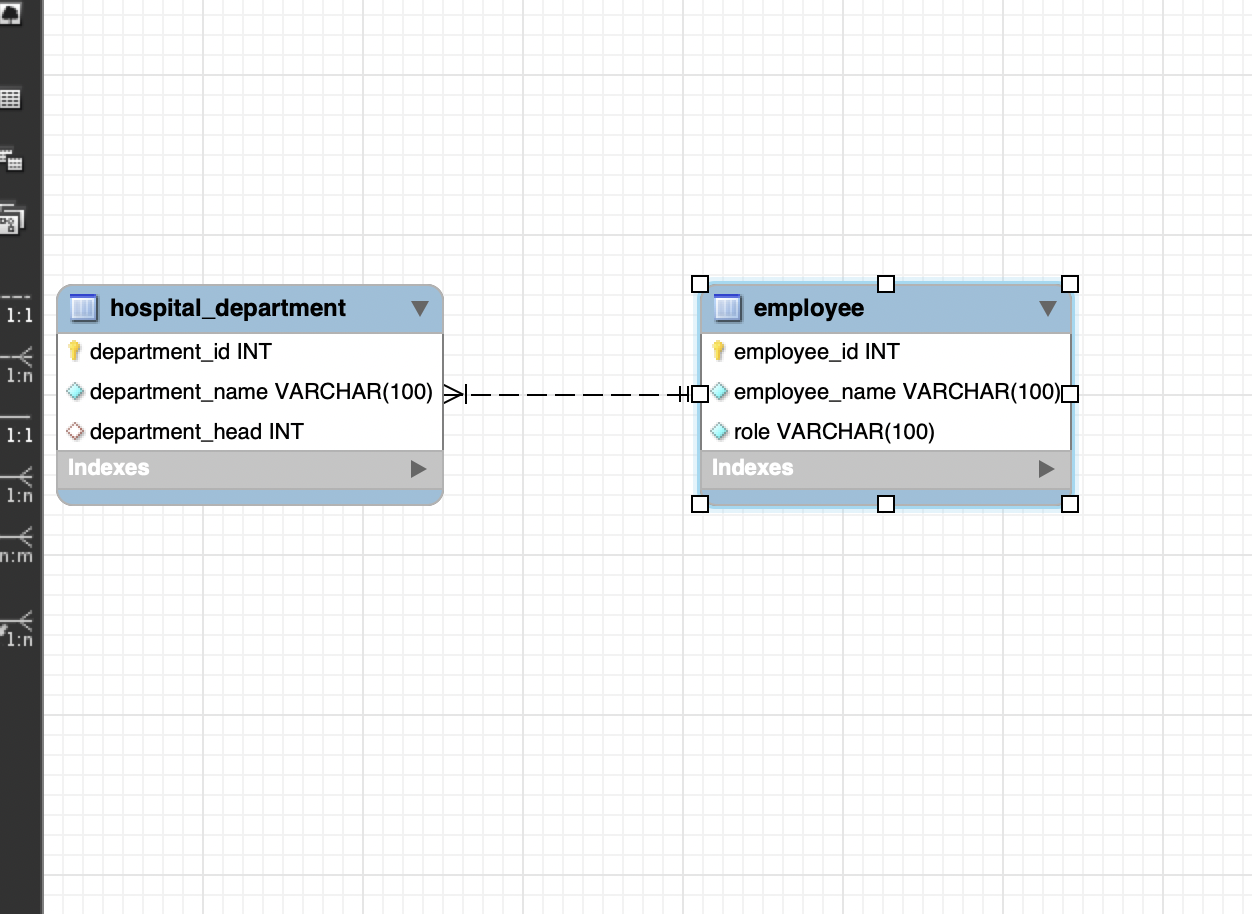 1:1
1:n
1:1
1:n
n:m
1:n
hospital_department
department_id INT
department_name VARCHAR(100)
department_head INT
Indexes
employee
employee_id INT
employee_name VARCHAR(100)
role VARCHAR(100)
Indexes